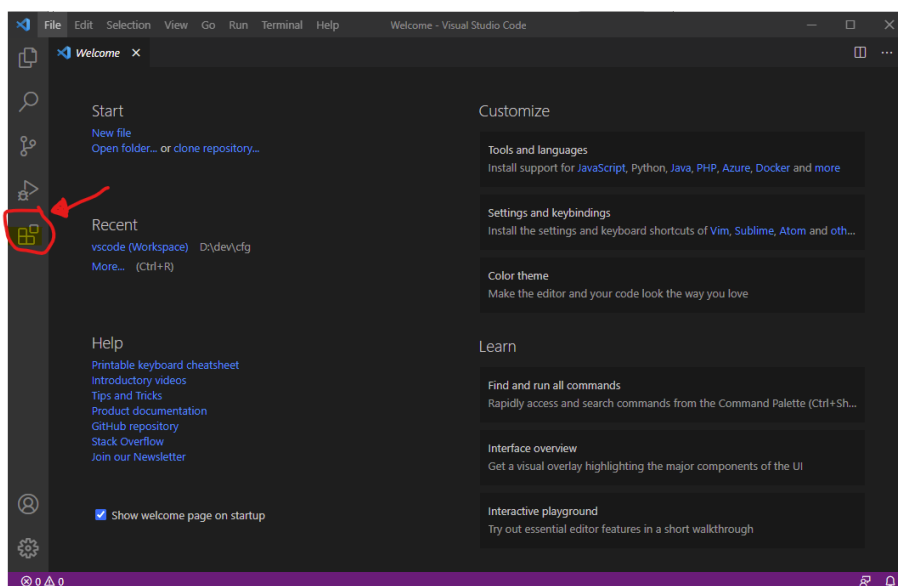 File Edit Selection View Go Run Terminal Help Welcome - Visual Studio Code
Welcome
Start
New file
Open folder... or clone repository...
Recent
vscode (Workspace) D:\dev\cfg
More... (Ctrl+R)
Help
Printable keyboard cheatsheet
Introductory videos
Tips and Tricks
Product documentation
GitHub repository
Stack Overflow
Join our Newsletter
Show welcome page on startup
Customize
Tools and languages
Install support for JavaScript, Python, Java, PHP, Azure, Docker and more
Settings and keybindings
Install the settings and keyboard shortcuts of Vim, Sublime, Atom and oth...
Color theme
Make the editor and your code look the way you love
Learn
Find and run all commands
Rapidly access and search commands from the Command Palette (Ctrl+Sh...
Interface overview
Get a visual overlay highlighting the major components of the UI
Interactive playground
Try out essential editor features in a short walkthrough
0 0